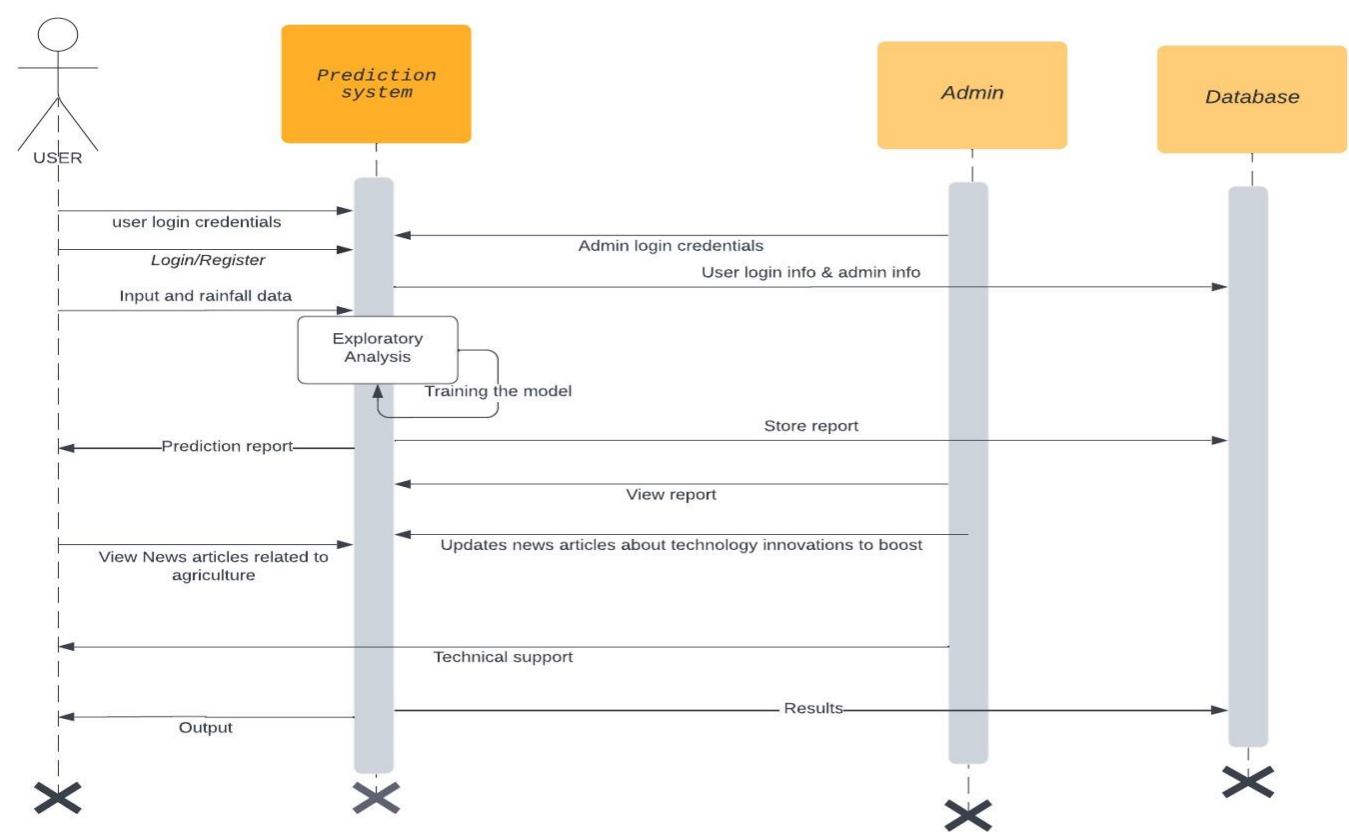 Prediction
system
Admin
Database
USER
user login credentials
Admin login credentials
Login/Register
User login info & admin info
Input and rainfall data
Exploratory
Analysis
Training the model
Store report
Prediction report
View report
Updates news articles about technology innovations to boost
View News articles related to
agriculture
Technical support
Results
Output